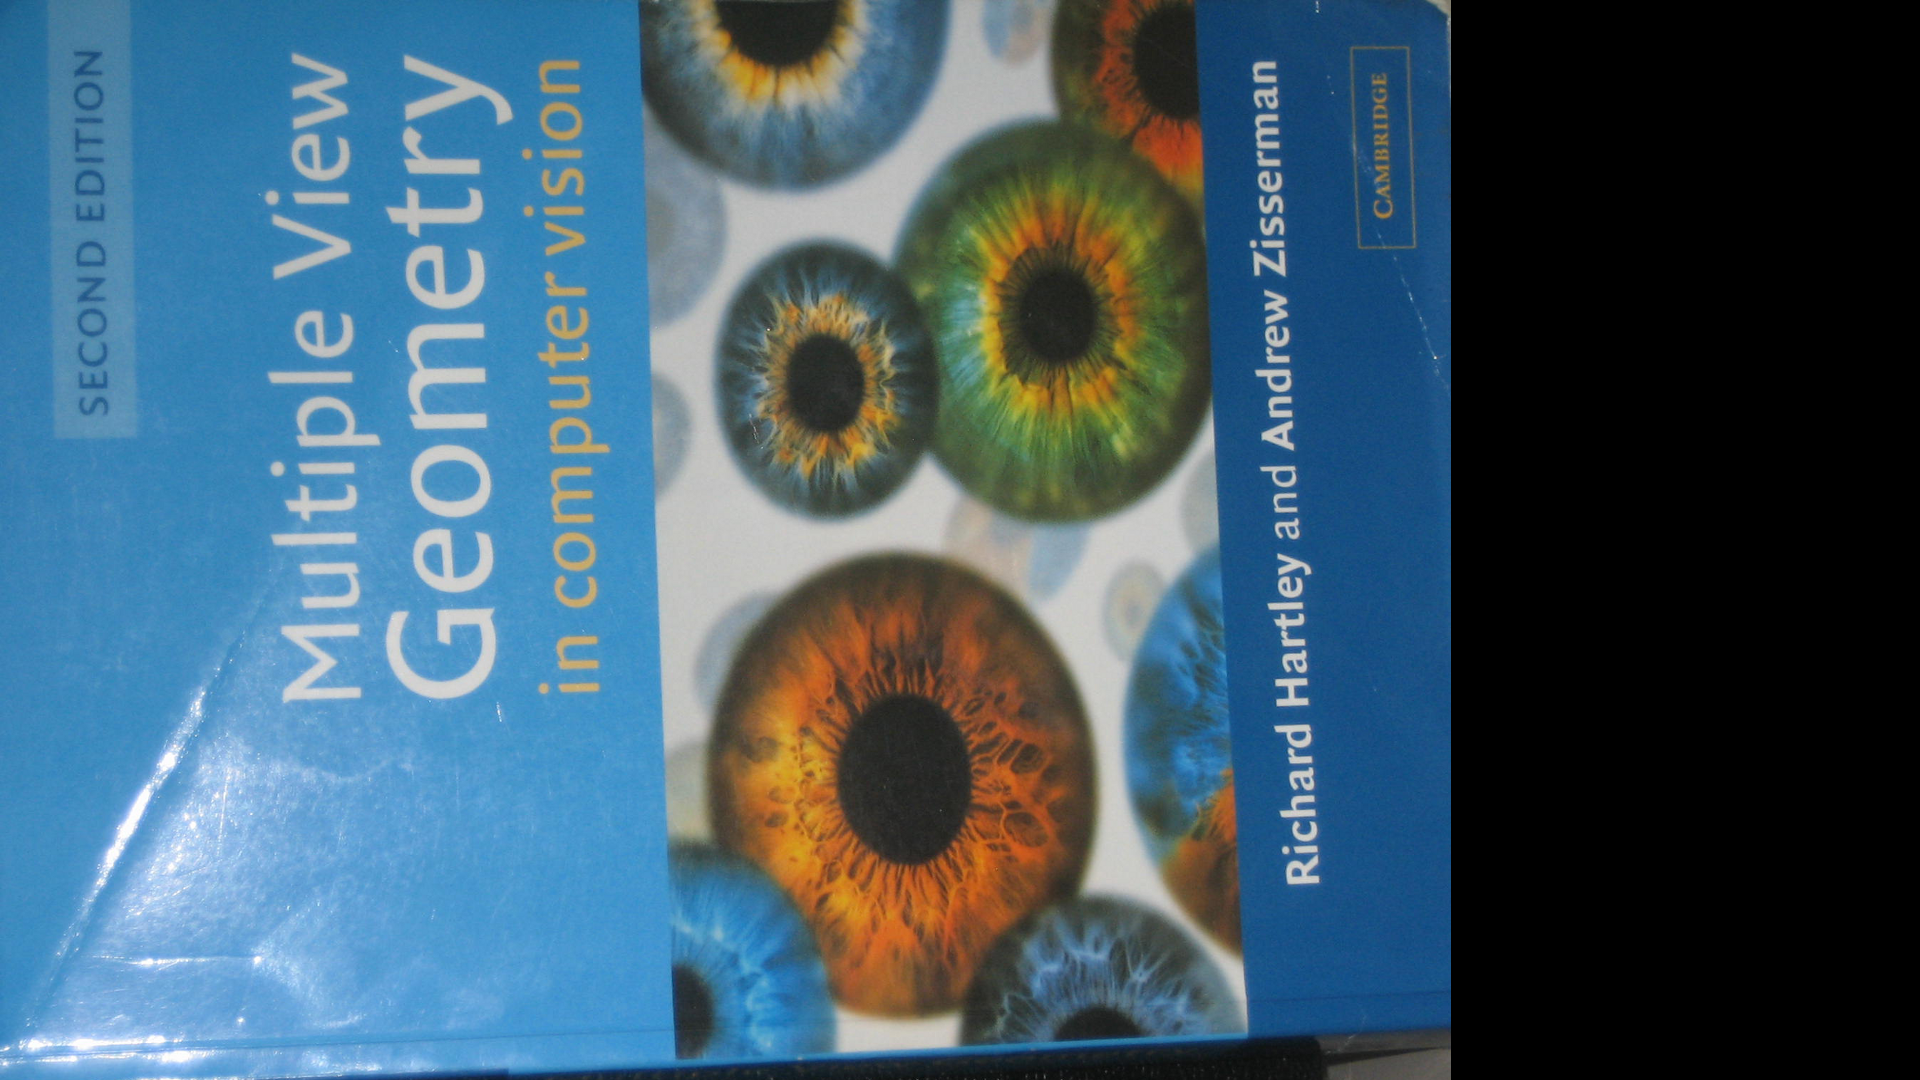 SECOND EDITION
Multiple View
Geometry
in computer vision
Richard Hartley and Andrew Zisserman
CAMBRIDGE